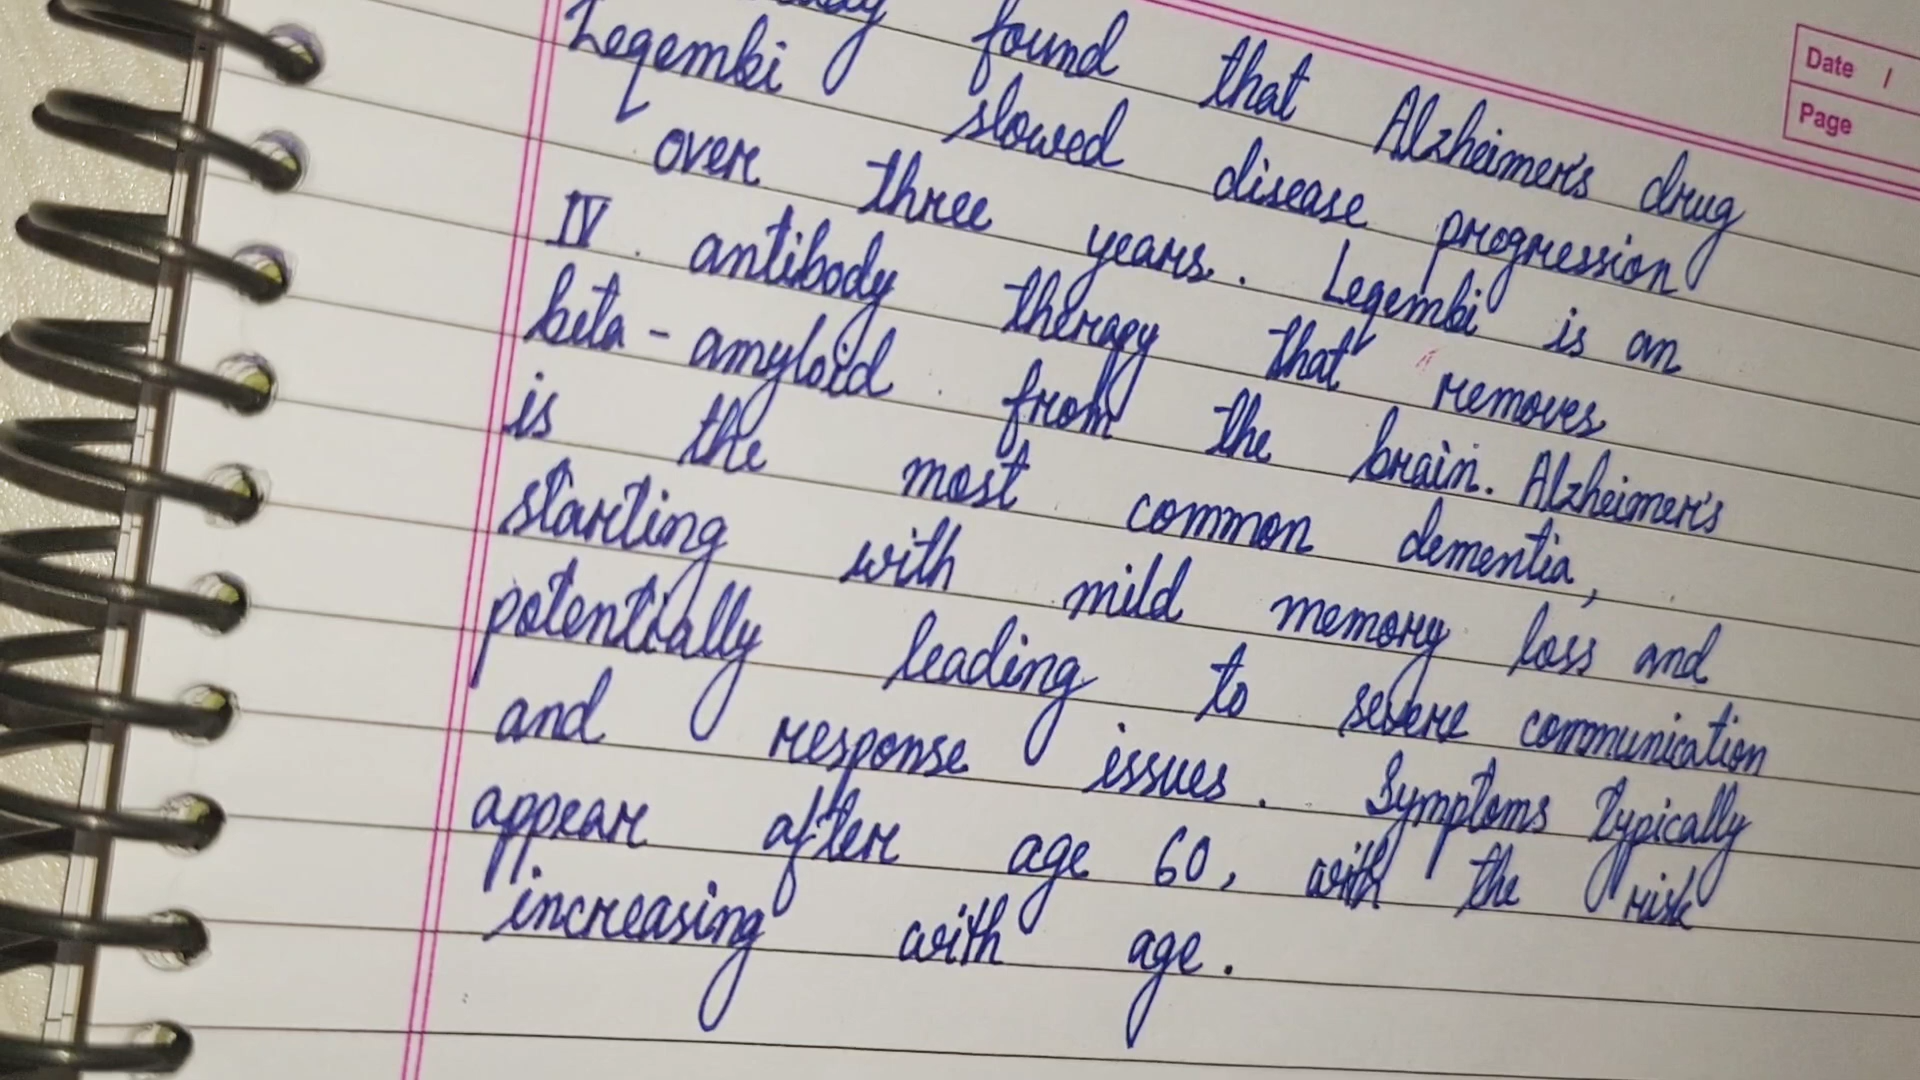 found that Alzheimer's drug
Leqembi slowed disease progression
over three years. Leqembi is an
IV antibody therapy that removes
beta-amyloid from the brain. Alzheimer's
is the most common dementia,
starting with mild memory loss and
potentially leading to severe communication
and response issues. Symptoms typically
appear after age 60, with the risk
increasing with age.
Date /
Page